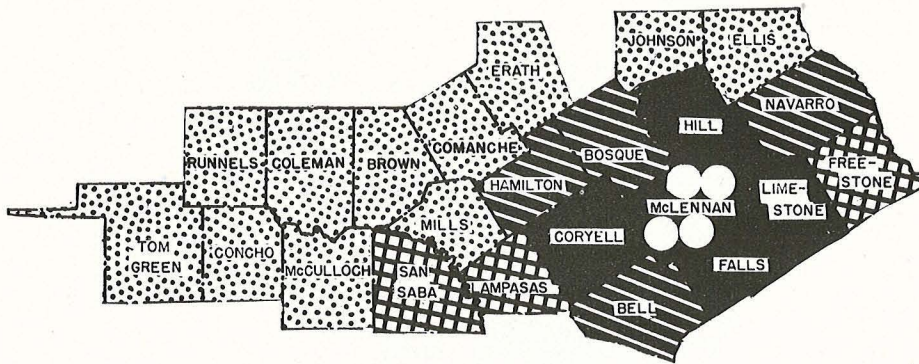 JOHNSON
ELLIS
ERATH
NAVARRO
HILL
RUNNELS
COLEMAN
BROWN
COMANCHE
BOSQUE
FREE-
STONE
HAMILTON
LIME-
STONE
McLENNAN
MILLS
CORYELL
TOM
GREEN
CONCHO
McCULLOCH
SAN
SABA
LAMPASAS
FALLS
BELL